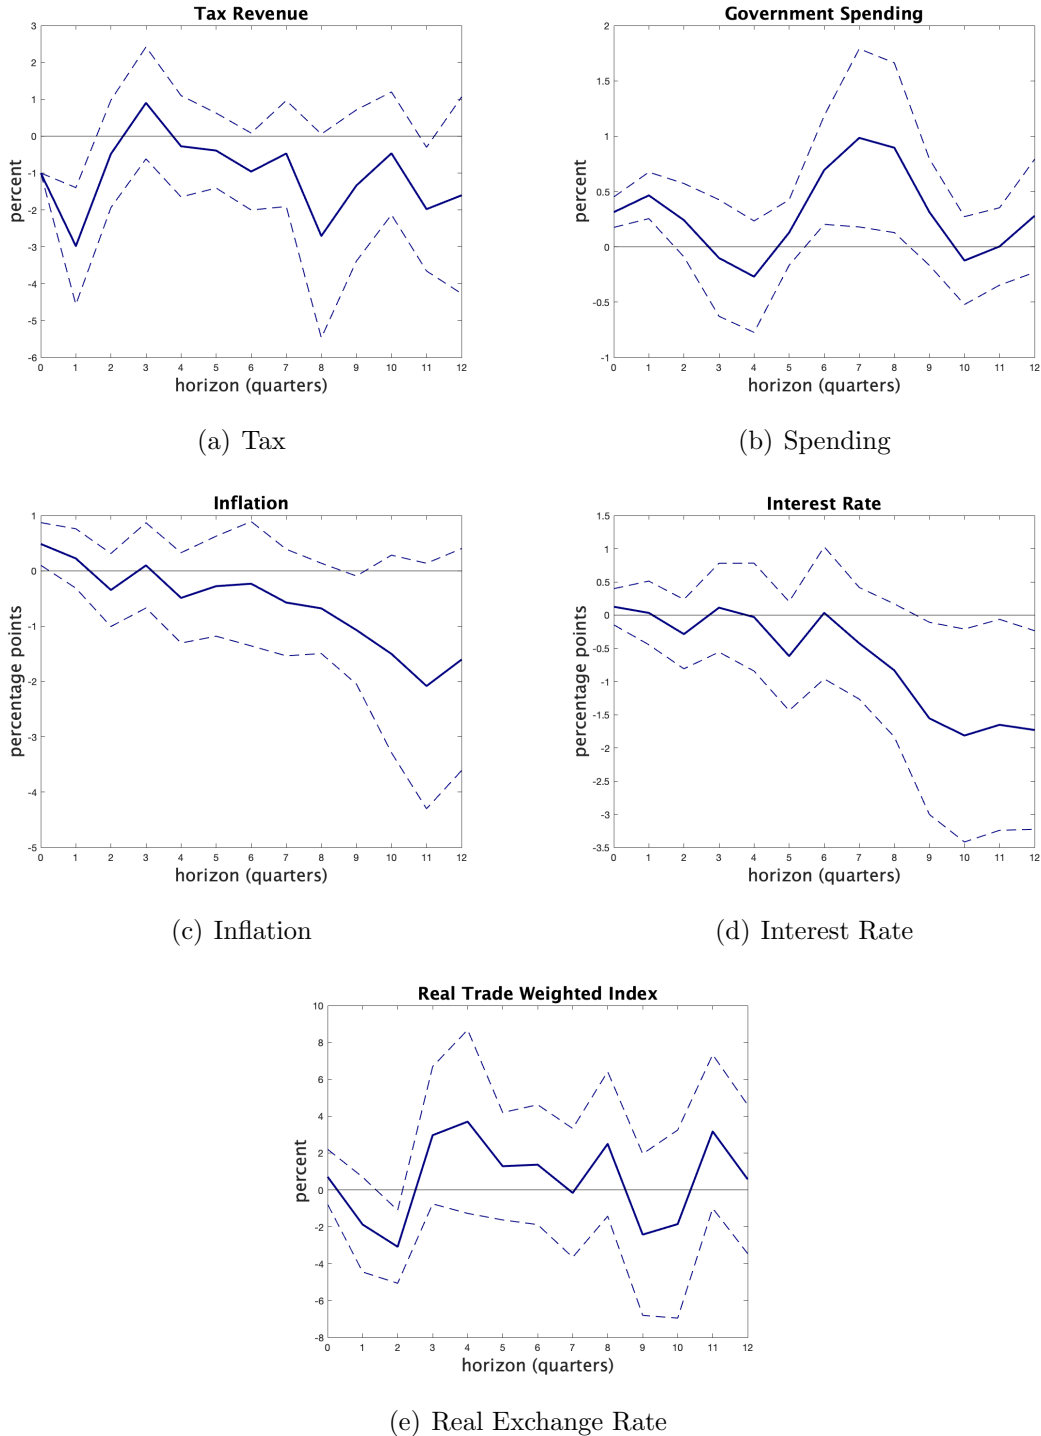 Tax Revenue
3
2
1
0
-1
-2
-3
-4
-5
-6
percent
0 1 2 3 4 5 6 7 8 9 10 11 12
horizon (quarters)
(a) Tax
Government Spending
2
1.5
1
0.5
0
-0.5
-1
percent
0 1 2 3 4 5 6 7 8 9 10 11 12
horizon (quarters)
(b) Spending
Inflation
1
0
-1
-2
-3
-4
-5
percentage points
0 1 2 3 4 5 6 7 8 9 10 11 12
horizon (quarters)
(c) Inflation
Interest Rate
1.5
1
0.5
0
-0.5
-1
-1.5
-2
-2.5
-3
-3.5
percentage points
0 1 2 3 4 5 6 7 8 9 10 11 12
horizon (quarters)
(d) Interest Rate
Real Trade Weighted Index
10
8
6
4
2
0
-2
-4
-6
-8
percent
0 1 2 3 4 5 6 7 8 9 10 11 12
horizon (quarters)
(e) Real Exchange Rate